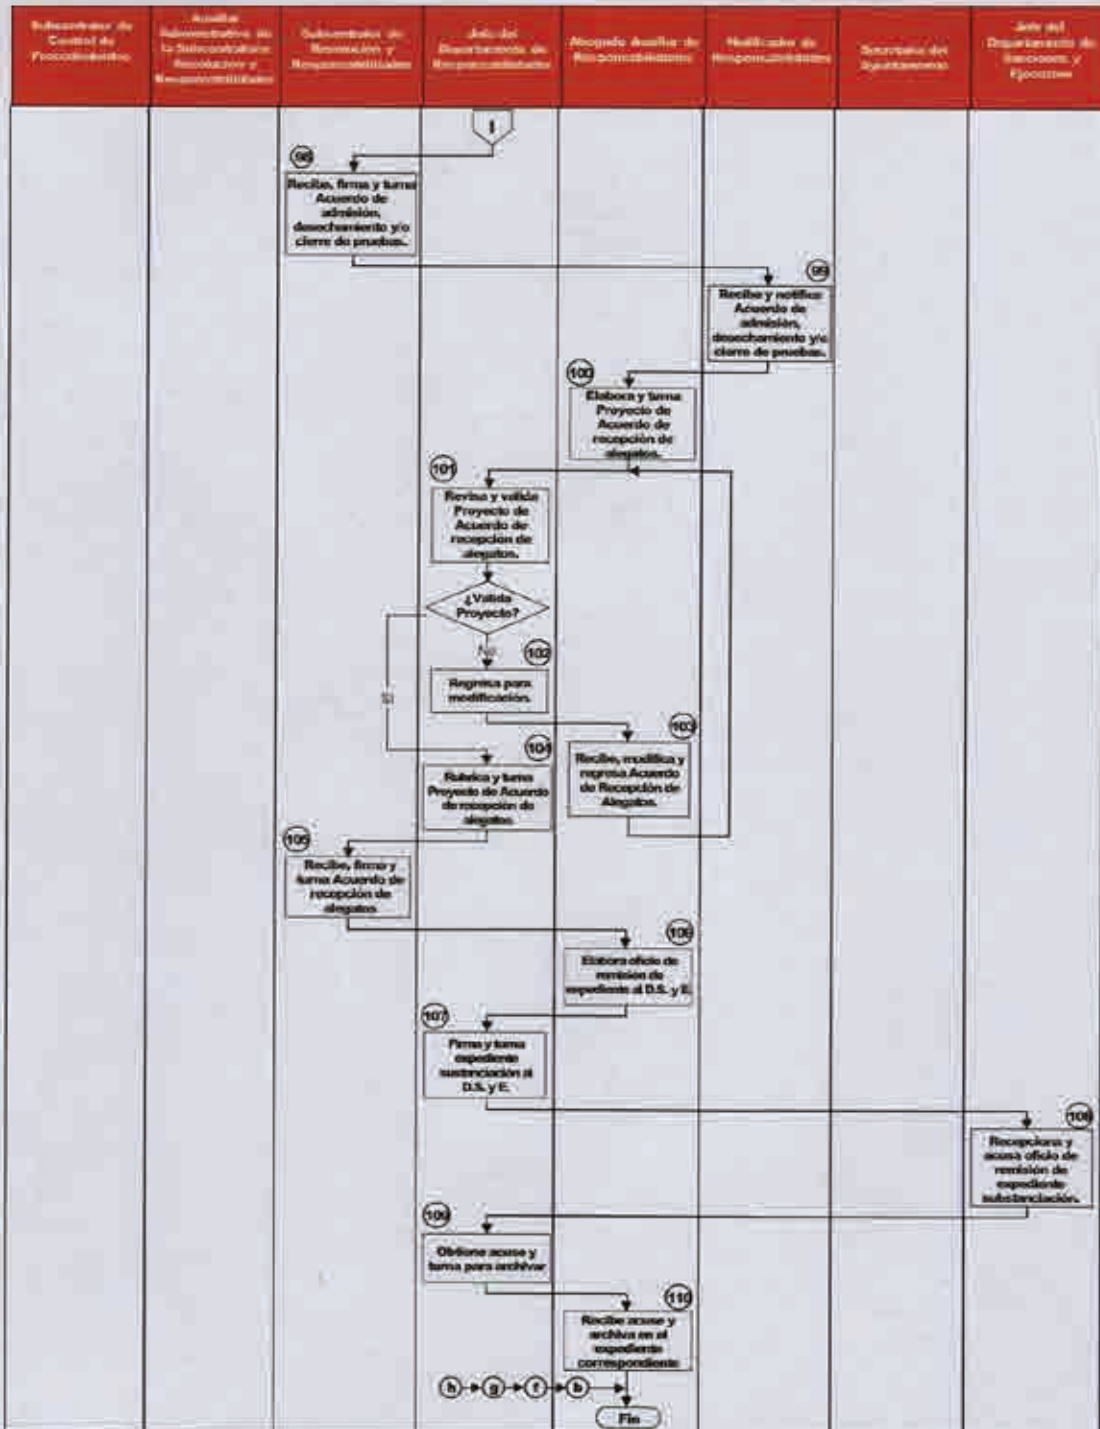 Subcontralor de
Control de
Procedimientos
Auxiliar
Administrativo de
la Subcontraloría
Resolución y
Responsabilidades
Subcontralor de
Resolución y
Responsabilidades
Jefe del
Departamento de
Responsabilidades
Abogado Auxiliar de
Responsabilidades
Notificador de
Responsabilidades
Secretario del
Ayuntamiento
Jefe del
Departamento de
Sanciones y
Ejecución
I
98
Recibe, firma y turna
Acuerdo de
admisión,
desechamiento y/o
cierre de pruebas.
99
Recibe y notifica
Acuerdo de
admisión,
desechamiento y/o
cierre de pruebas.
100
Elabora y turna
Proyecto de
Acuerdo de
recepción de
alegatos.
101
Revisa y valida
Proyecto de
Acuerdo de
recepción de
alegatos.
¿Valida
Proyecto?
No
Si
102
Regresa para
modificación.
103
Recibe, modifica y
regresa Acuerdo
de Recepción de
Alegatos.
104
Rubrica y turna
Proyecto de Acuerdo
de recepción de
alegatos
105
Recibe, firma y
turna Acuerdo de
recepción de
alegatos
106
Elabora oficio de
remisión de
expediente al D.S. y E.
107
Firma y turna
expediente
sustanciación al
D.S. y E.
108
Recepciona y
acusa oficio de
remisión de
expediente
substanciación.
109
Obtiene acuse y
turna para archivar
110
Recibe acuse y
archiva en el
expediente
correspondiente
h
g
f
b
Fin